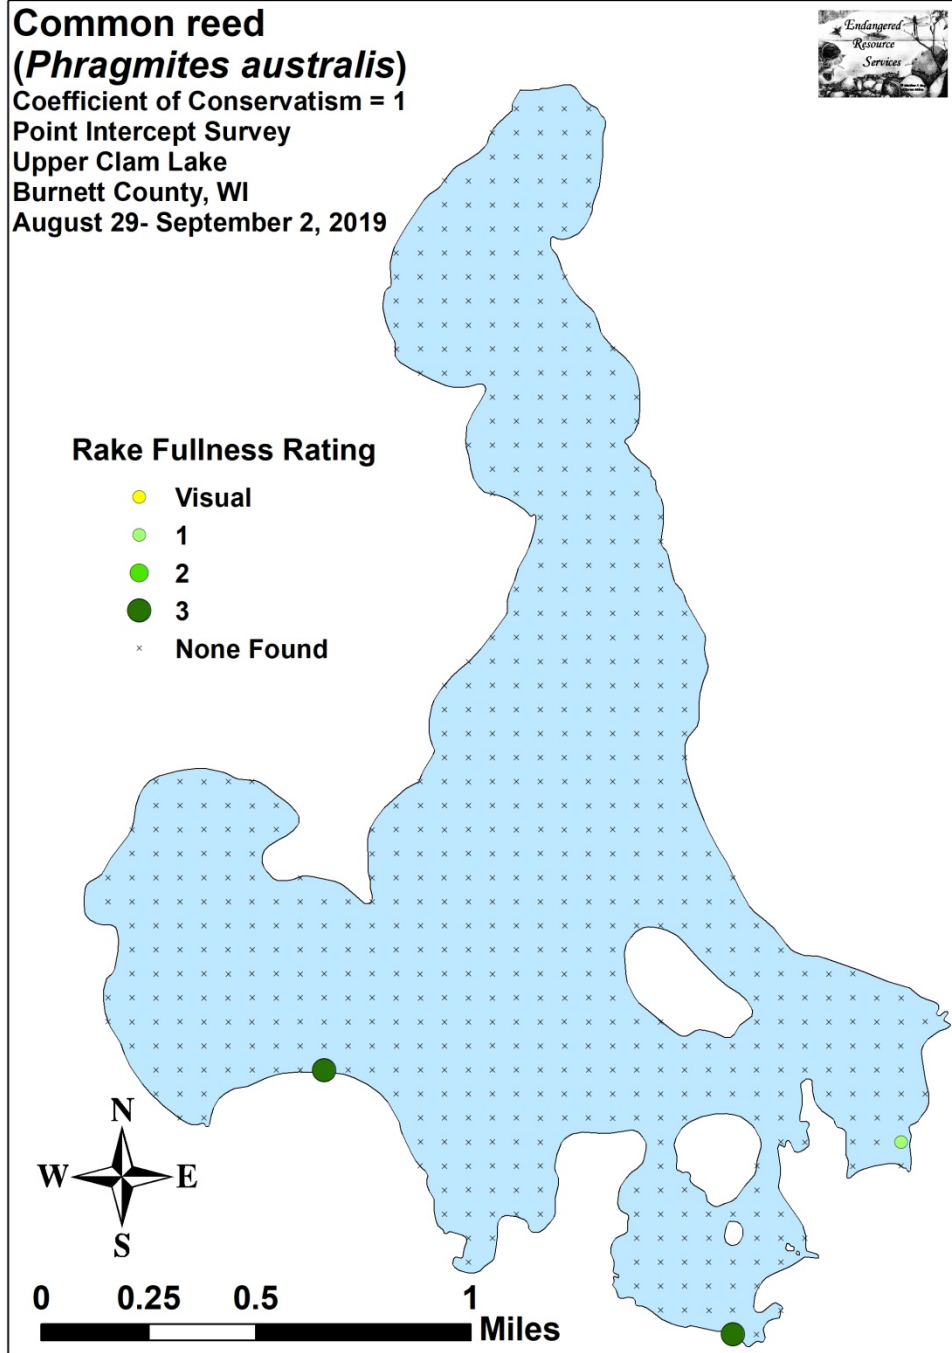 Common reed
(Phragmites australis)
Coefficient of Conservatism = 1
Point Intercept Survey
Upper Clam Lake
Burnett County, WI
August 29- September 2, 2019
Endangered
Resource
Services
Rake Fullness Rating
Visual
1
2
3
None Found
N
W E
S
0 0.25 0.5 1
Miles